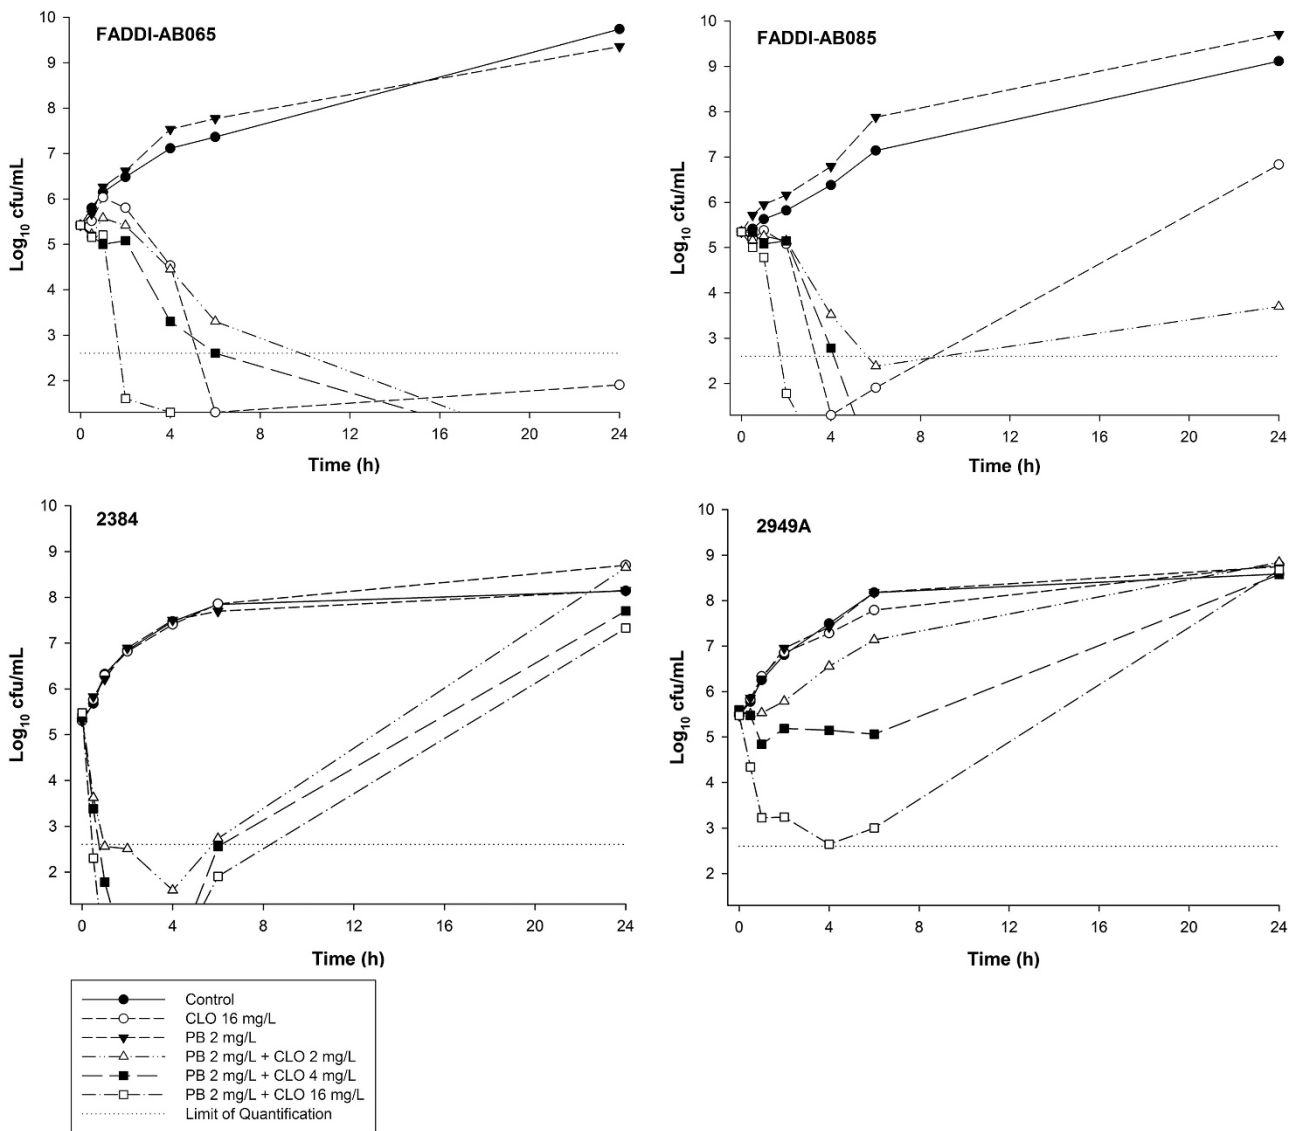 FADDI-AB065
Log10 cfu/mL
10
9
8
7
6
5
4
3
2
0 4 8 12 16 20 24
Time (h)
FADDI-AB085
Log10 cfu/mL
10
9
8
7
6
5
4
3
2
0 4 8 12 16 20 24
Time (h)
2384
Log10 cfu/mL
10
9
8
7
6
5
4
3
2
0 4 8 12 16 20 24
Time (h)
2949A
Log10 cfu/mL
10
9
8
7
6
5
4
3
2
0 4 8 12 16 20 24
Time (h)
Control
CLO 16 mg/L
PB 2 mg/L
PB 2 mg/L + CLO 2 mg/L
PB 2 mg/L + CLO 4 mg/L
PB 2 mg/L + CLO 16 mg/L
Limit of Quantification